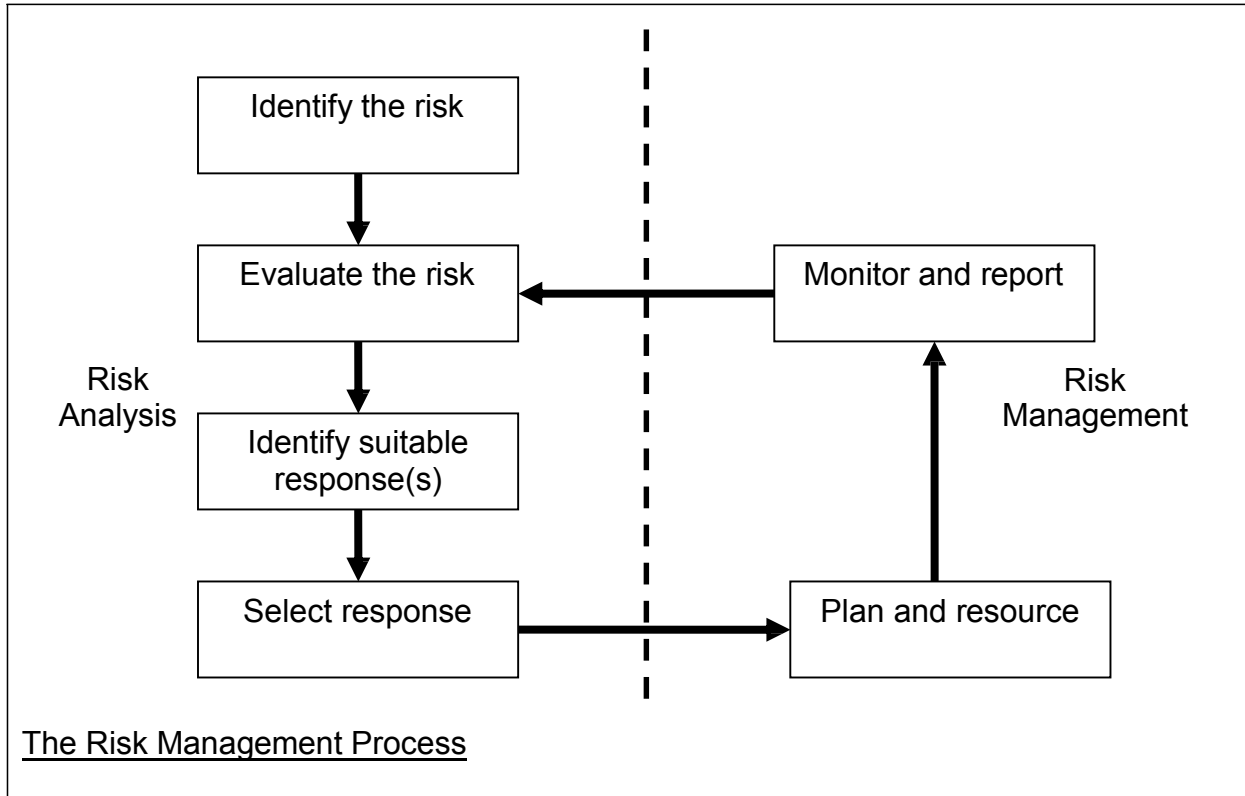 Identify the risk
Evaluate the risk
Monitor and report
Risk
Analysis
Risk
Management
Identify suitable
response(s)
Select response
Plan and resource
The Risk Management Process